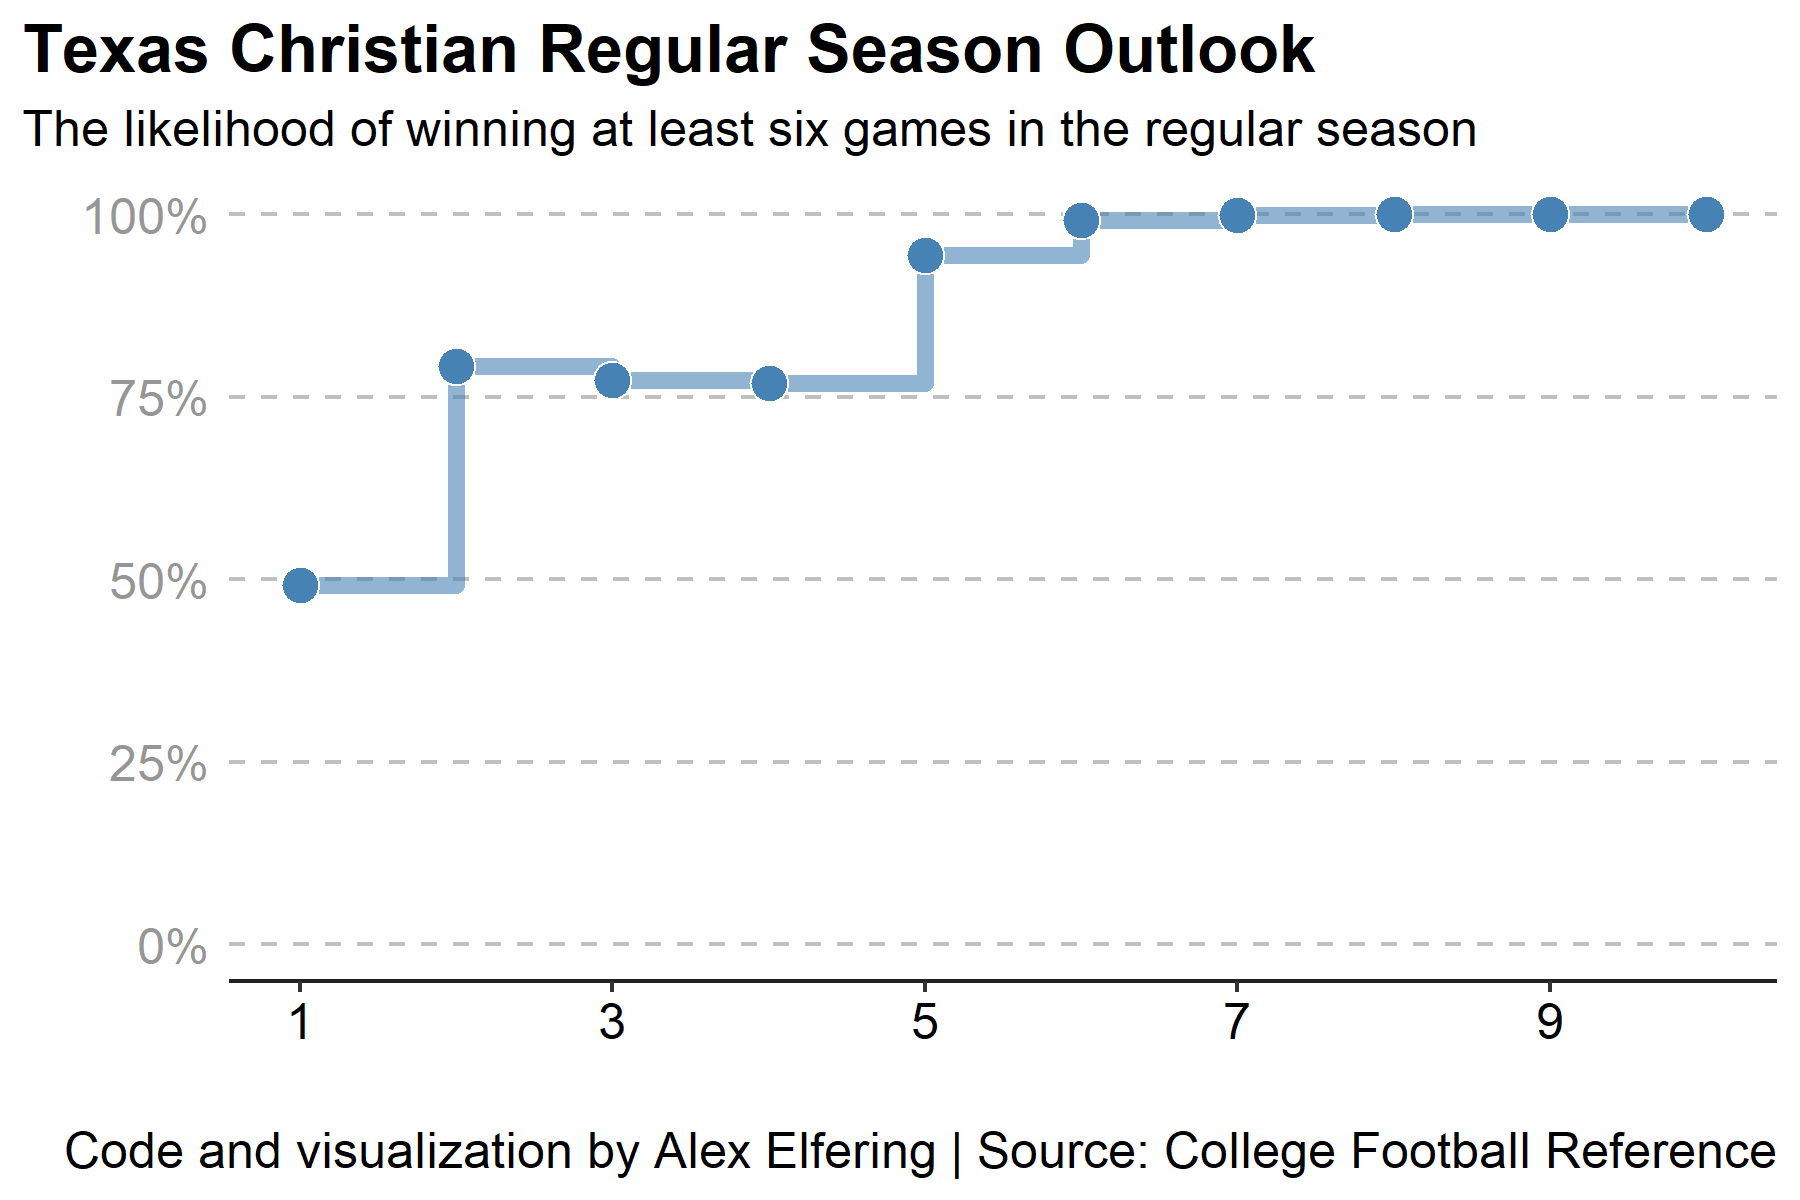 Texas Christian Regular Season Outlook
The likelihood of winning at least six games in the regular season
100%
75%
50%
25%
0%
1 3 5 7 9
Code and visualization by Alex Elfering | Source: College Football Reference